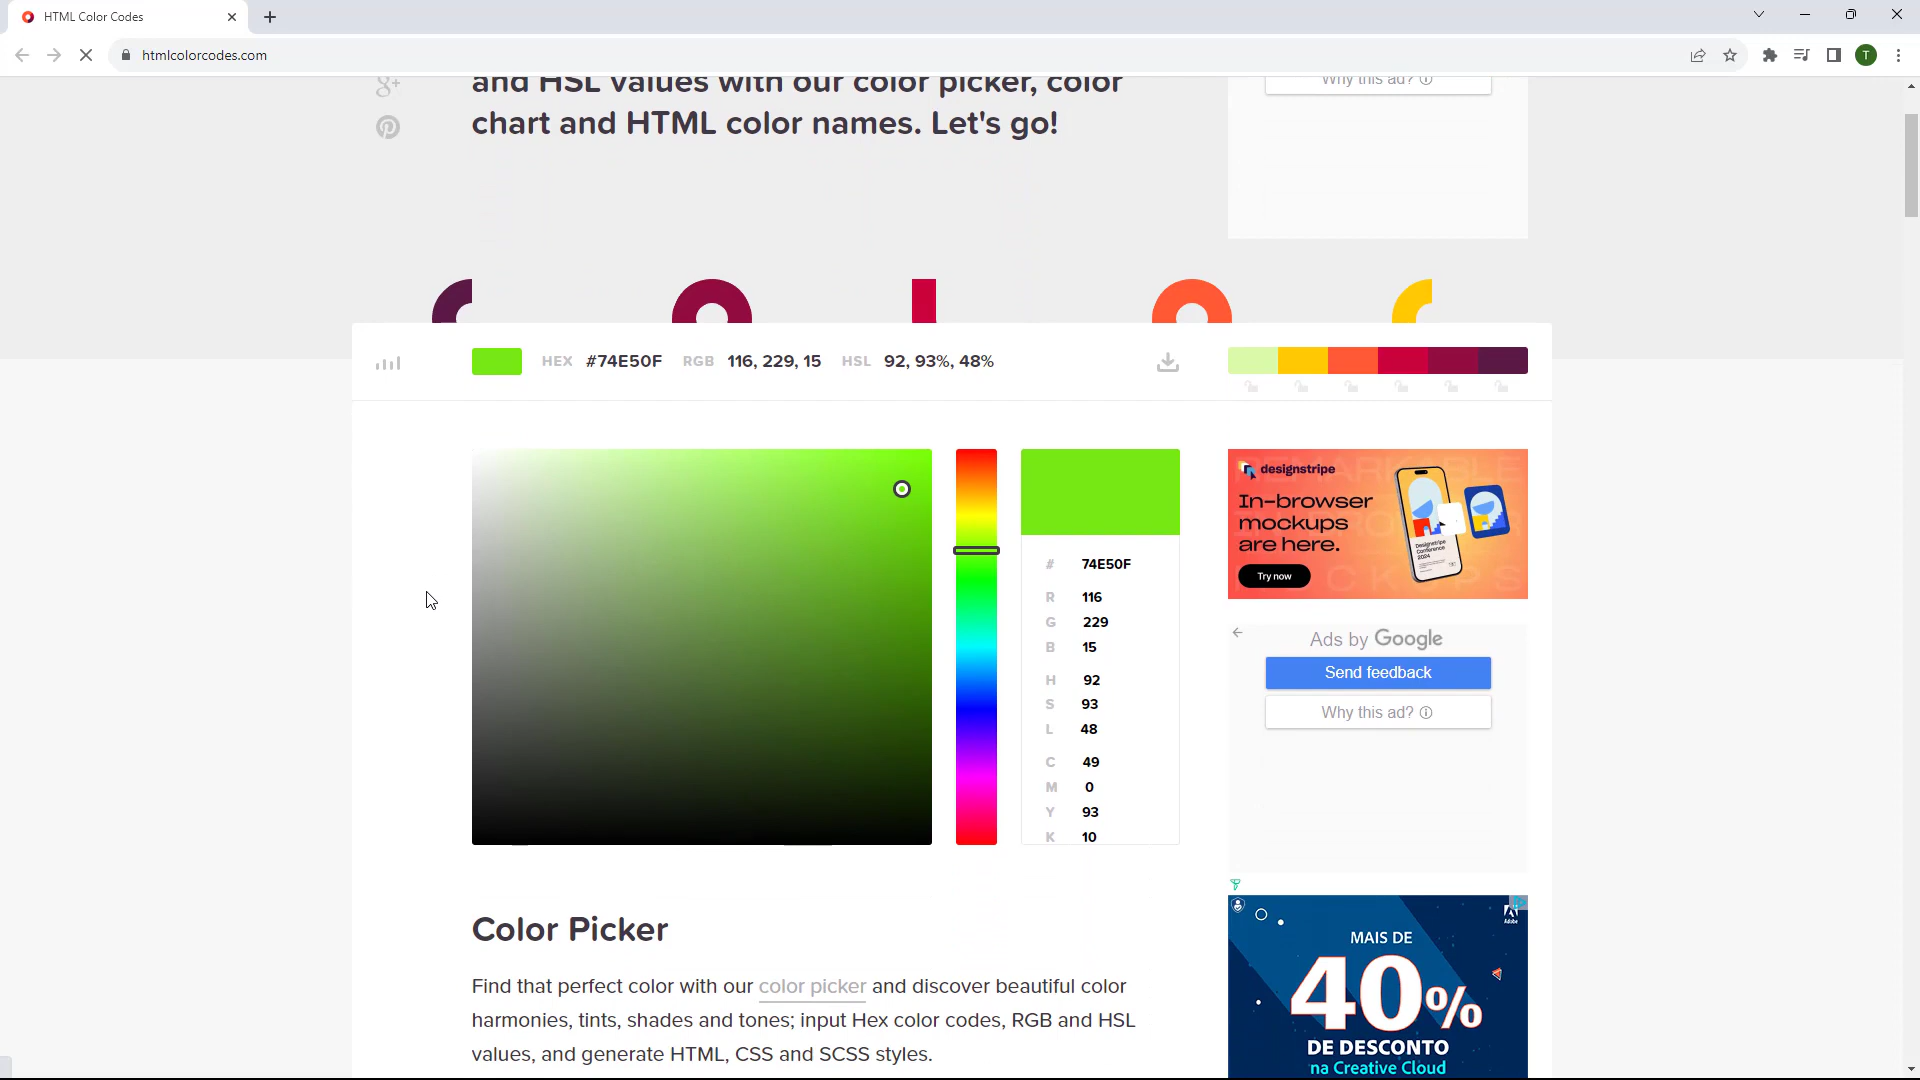 HTML Color Codes
htmlcolorcodes.com
T
and HSL values with our color picker, color
chart and HTML color names. Let's go!
Why this ad?
HEX #74E50F RGB 116, 229, 15 HSL 92, 93%, 48%
# 74E50F
R 116
G 229
B 15
H 92
S 93
L 48
C 49
M 0
Y 93
K 10
designstripe
In-browser
mockups
are here.
Try now
Designstripe
Conference
2024
Ads by Google
Send feedback
Why this ad?
Adobe
MAIS DE
40%
DE DESCONTO
na Creative Cloud
Color Picker
Find that perfect color with our color picker and discover beautiful color
harmonies, tints, shades and tones; input Hex color codes, RGB and HSL
values, and generate HTML, CSS and SCSS styles.